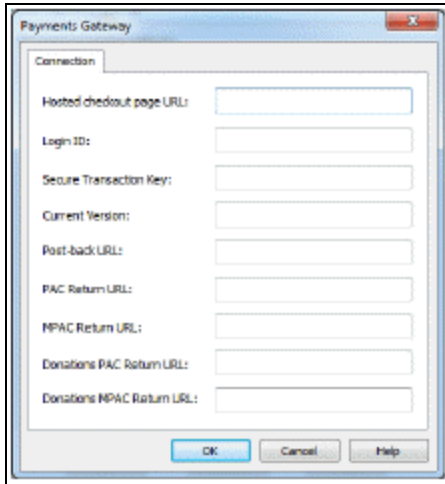 Payments Gateway
Connection
Hosted checkout page URL:
Login ID:
Secure Transaction Key:
Current Version:
Post-back URL:
PAC Return URL:
MPAC Return URL:
Donations PAC Return URL:
Donations MPAC Return URL:
OK
Cancel
Help